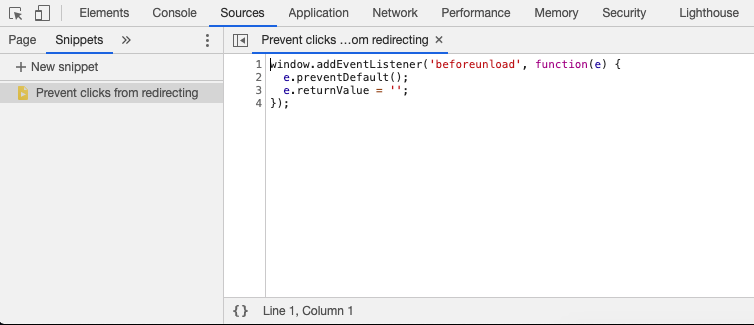 Elements Console Sources Application Network Performance Memory Security Lighthouse
Page Snippets » Prevent clicks …om redirecting ×
+ New snippet
Prevent clicks from redirecting
1 window.addEventListener('beforeunload', function(e) {
2 e.preventDefault();
3 e.returnValue = '';
4 });
{} Line 1, Column 1